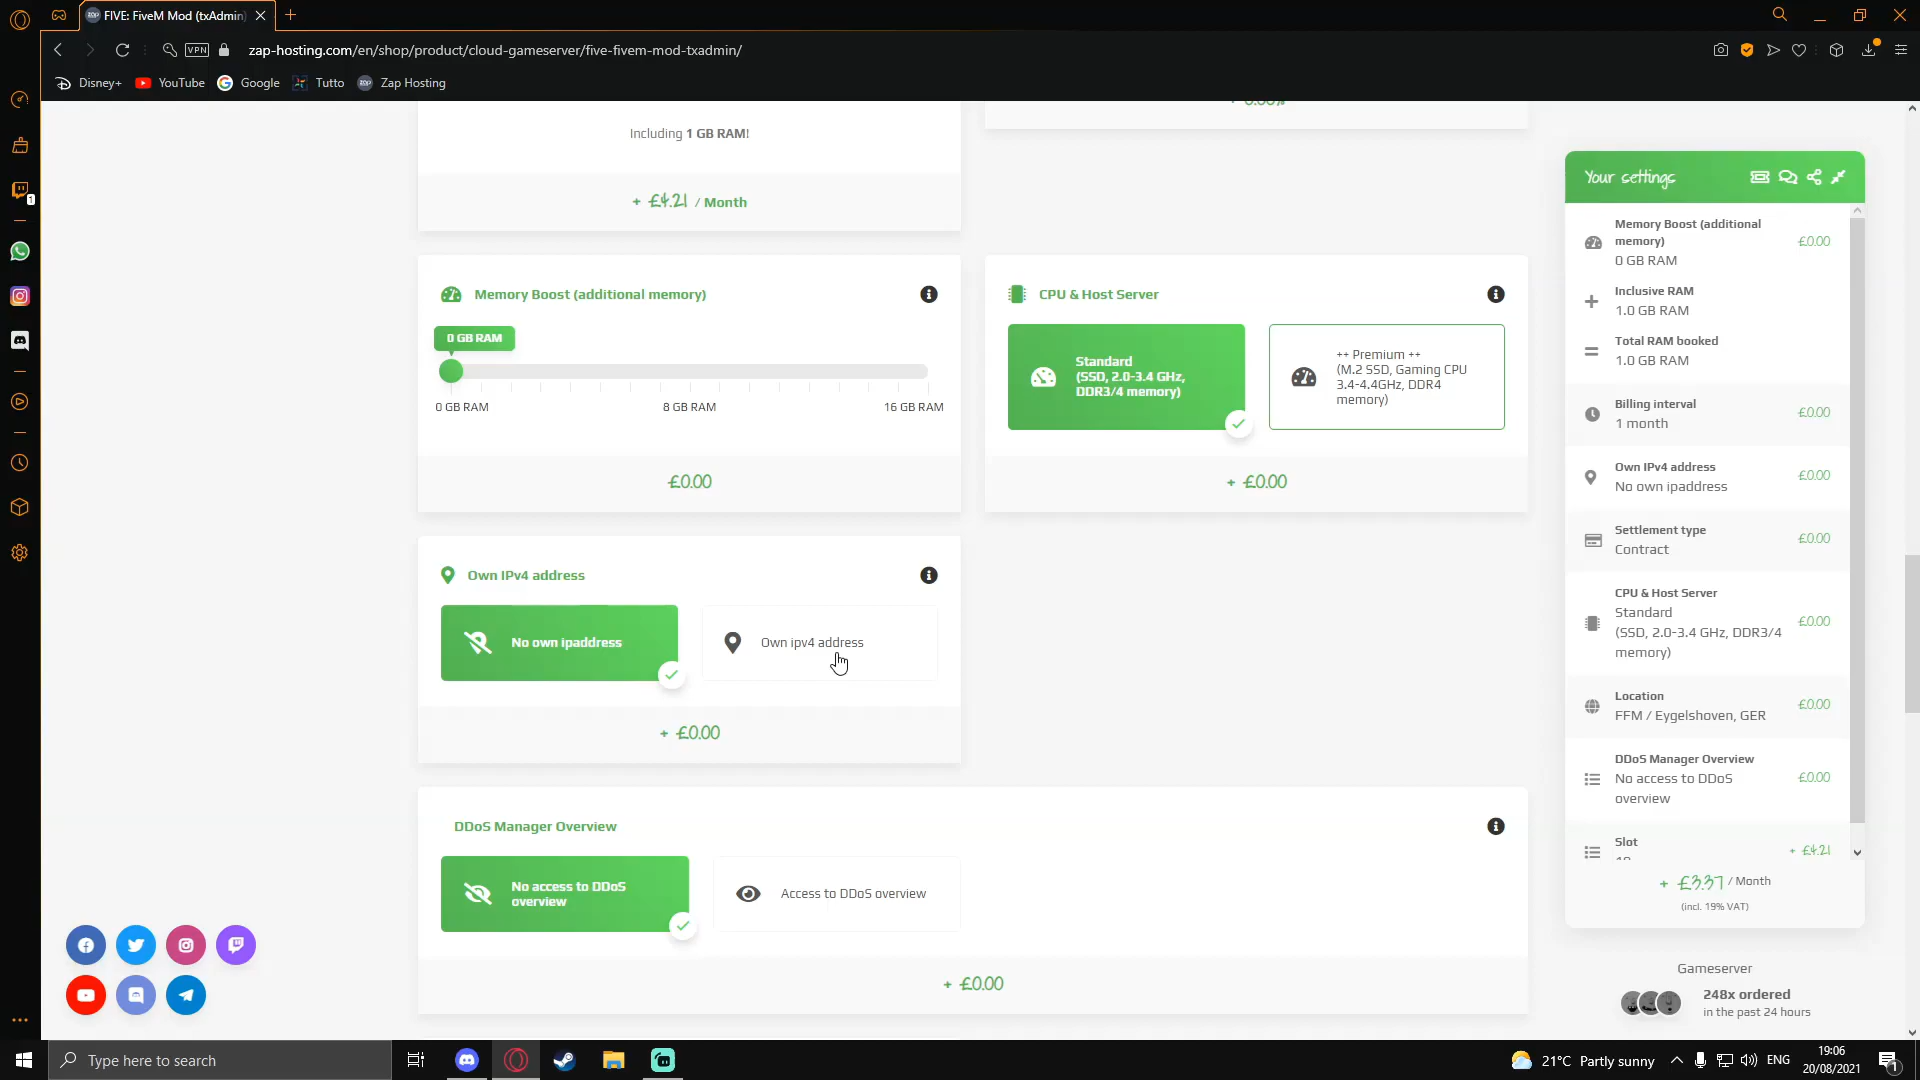 FIVE: FiveM Mod (txAdmin)
VPN
zap-hosting.com/en/shop/product/cloud-gameserver/five-fivem-mod-txadmin/
Disney+
YouTube
Google
Tutto
Zap Hosting
Including 1 GB RAM!
+ £4.21 / Month
Memory Boost (additional memory)
0 GB RAM
0 GB RAM
8 GB RAM
16 GB RAM
£0.00
CPU & Host Server
Standard
(SSD, 2.0-3.4 GHz,
DDR3/4 memory)
++ Premium ++
(M.2 SSD, Gaming CPU
3.4-4.4GHz, DDR4
memory)
+ £0.00
Own IPv4 address
No own ipaddress
Own ipv4 address
+ £0.00
DDoS Manager Overview
No access to DDoS
overview
Access to DDoS overview
+ £0.00
Your settings
Memory Boost (additional
memory)
0 GB RAM
£0.00
Inclusive RAM
1.0 GB RAM
Total RAM booked
1.0 GB RAM
Billing interval
1 month
£0.00
Own IPv4 address
No own ipaddress
£0.00
Settlement type
Contract
£0.00
CPU & Host Server
Standard
(SSD, 2.0-3.4 GHz, DDR3/4
memory)
£0.00
Location
FFM / Eygelshoven, GER
£0.00
DDoS Manager Overview
No access to DDoS
overview
£0.00
Slot
+ £4.21
+ £3.37 / Month
(incl. 19% VAT)
Gameserver
248x ordered
in the past 24 hours
1
Type here to search
21°C Partly sunny
ENG
19:06
20/08/2021
1